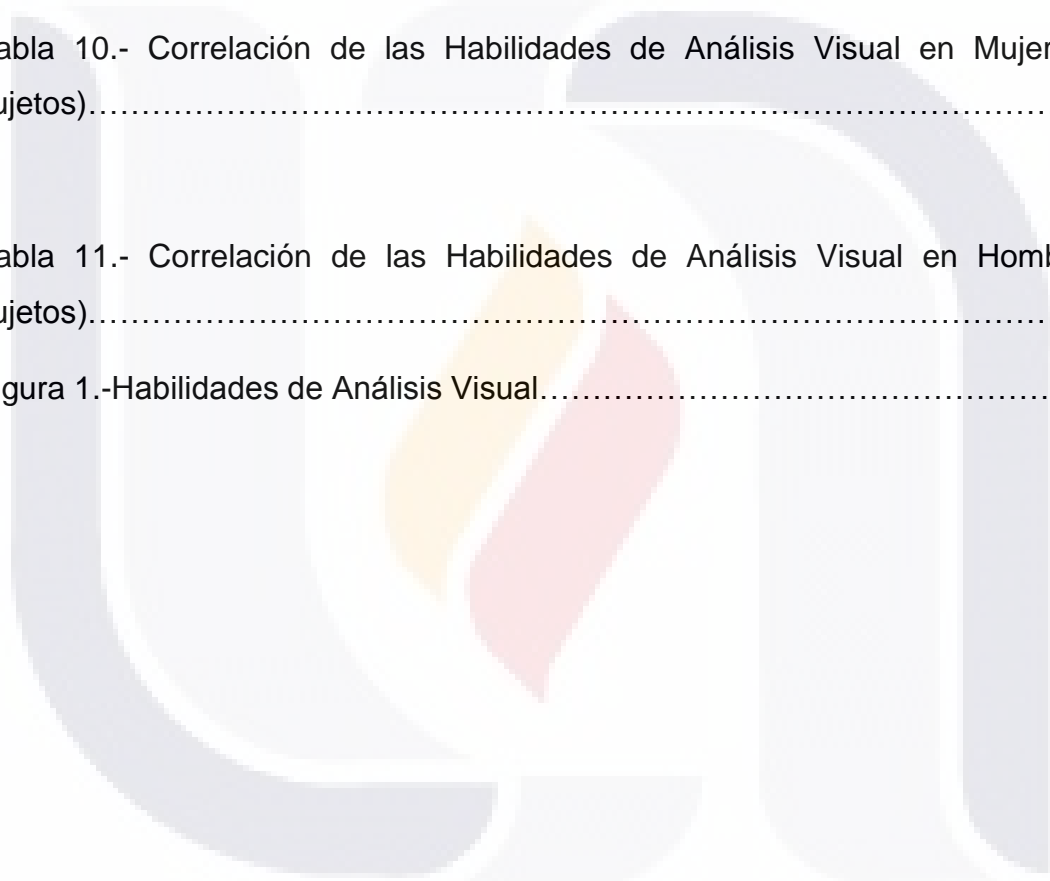 abla 10.- Correlación de las Habilidades de Análisis Visual en Mujer
ujetos)……………………………………………………………………………………
abla 11.- Correlación de las Habilidades de Análisis Visual en Homb
ujetos)……………………………………………………………………………………
gura 1.-Habilidades de Análisis Visual……………………………………………